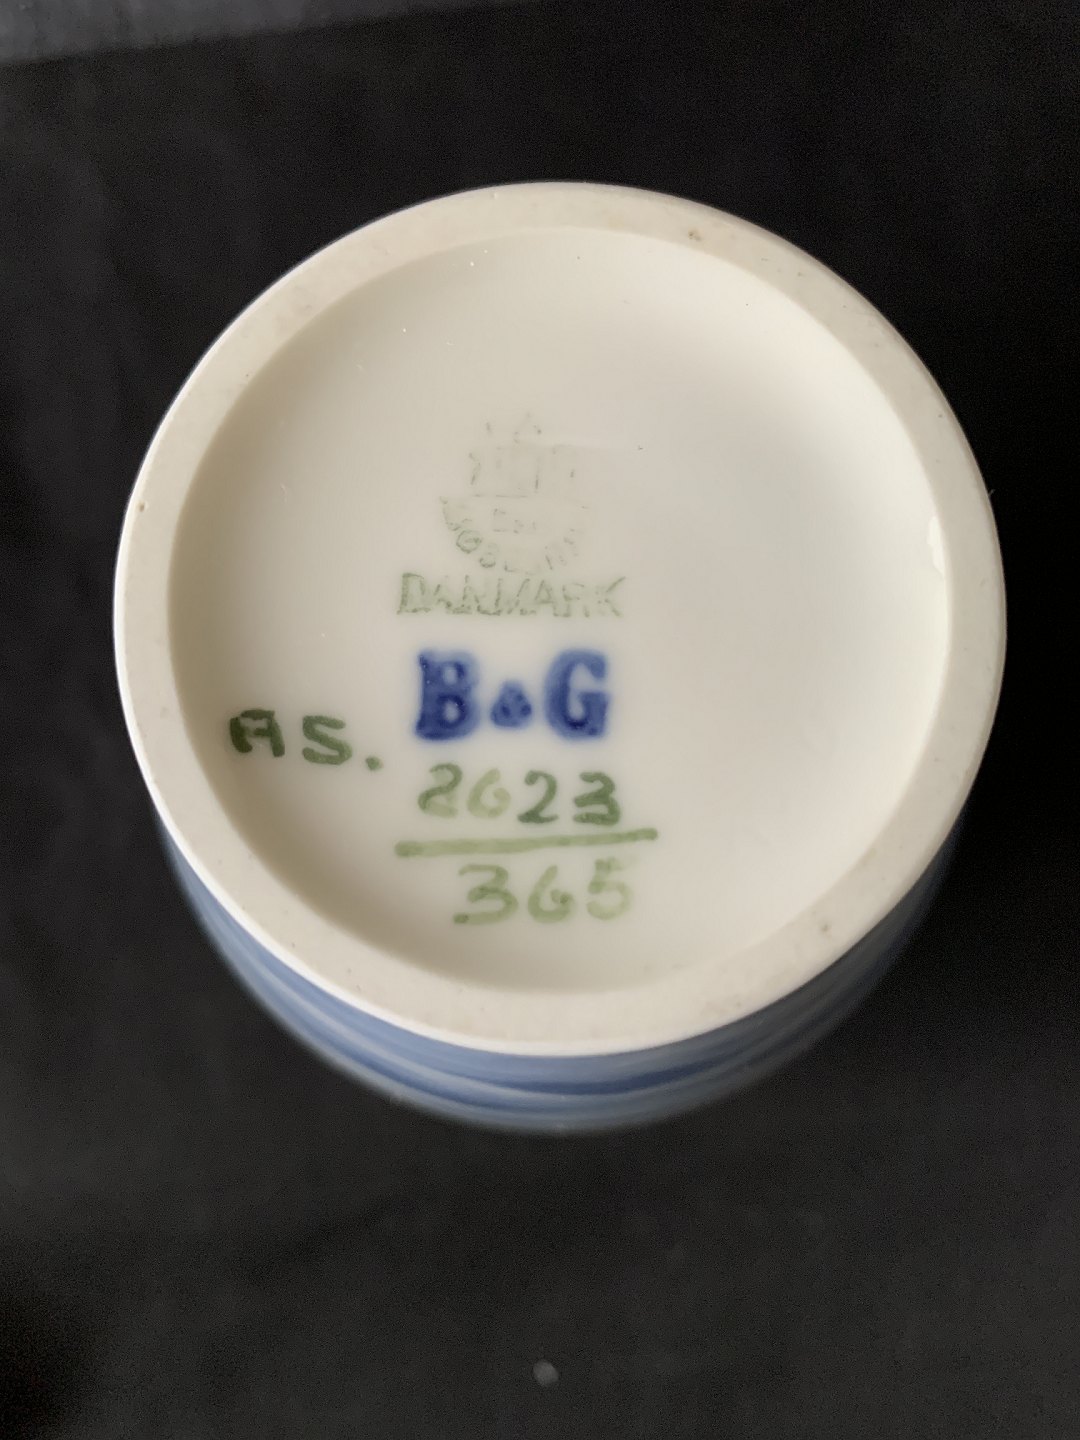 DANMARK
B&G
AS.
2623
365